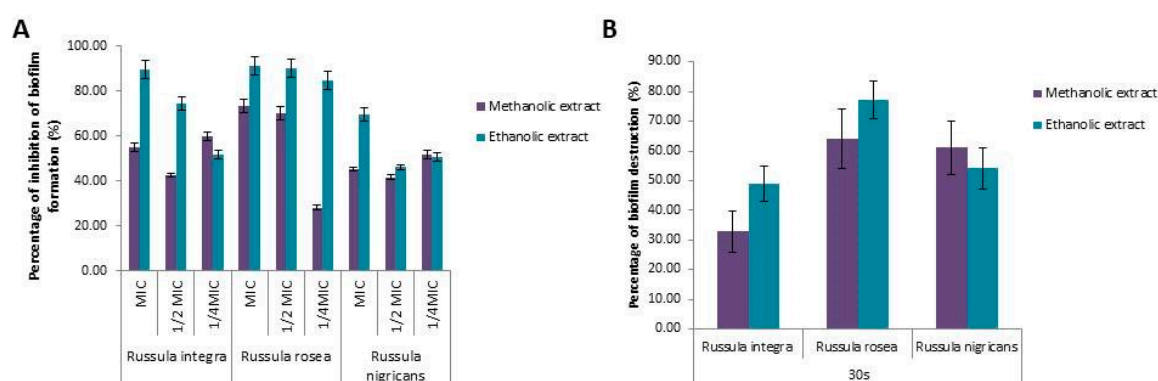 A
Percentage of inhibition of biofilm
formation (%)
100.00
80.00
60.00
40.00
20.00
0.00
MIC
1/2 MIC
1/4MIC
MIC
1/2 MIC
1/4MIC
MIC
1/2 MIC
1/4MIC
Russula integra
Russula rosea
Russula
nigricans
Methanolic extract
Ethanolic extract
B
Percentage of biofilm destruction (%)
90.00
80.00
70.00
60.00
50.00
40.00
30.00
20.00
10.00
0.00
Russula integra
Russula rosea
Russula nigricans
30s
Methanolic extract
Ethanolic extract